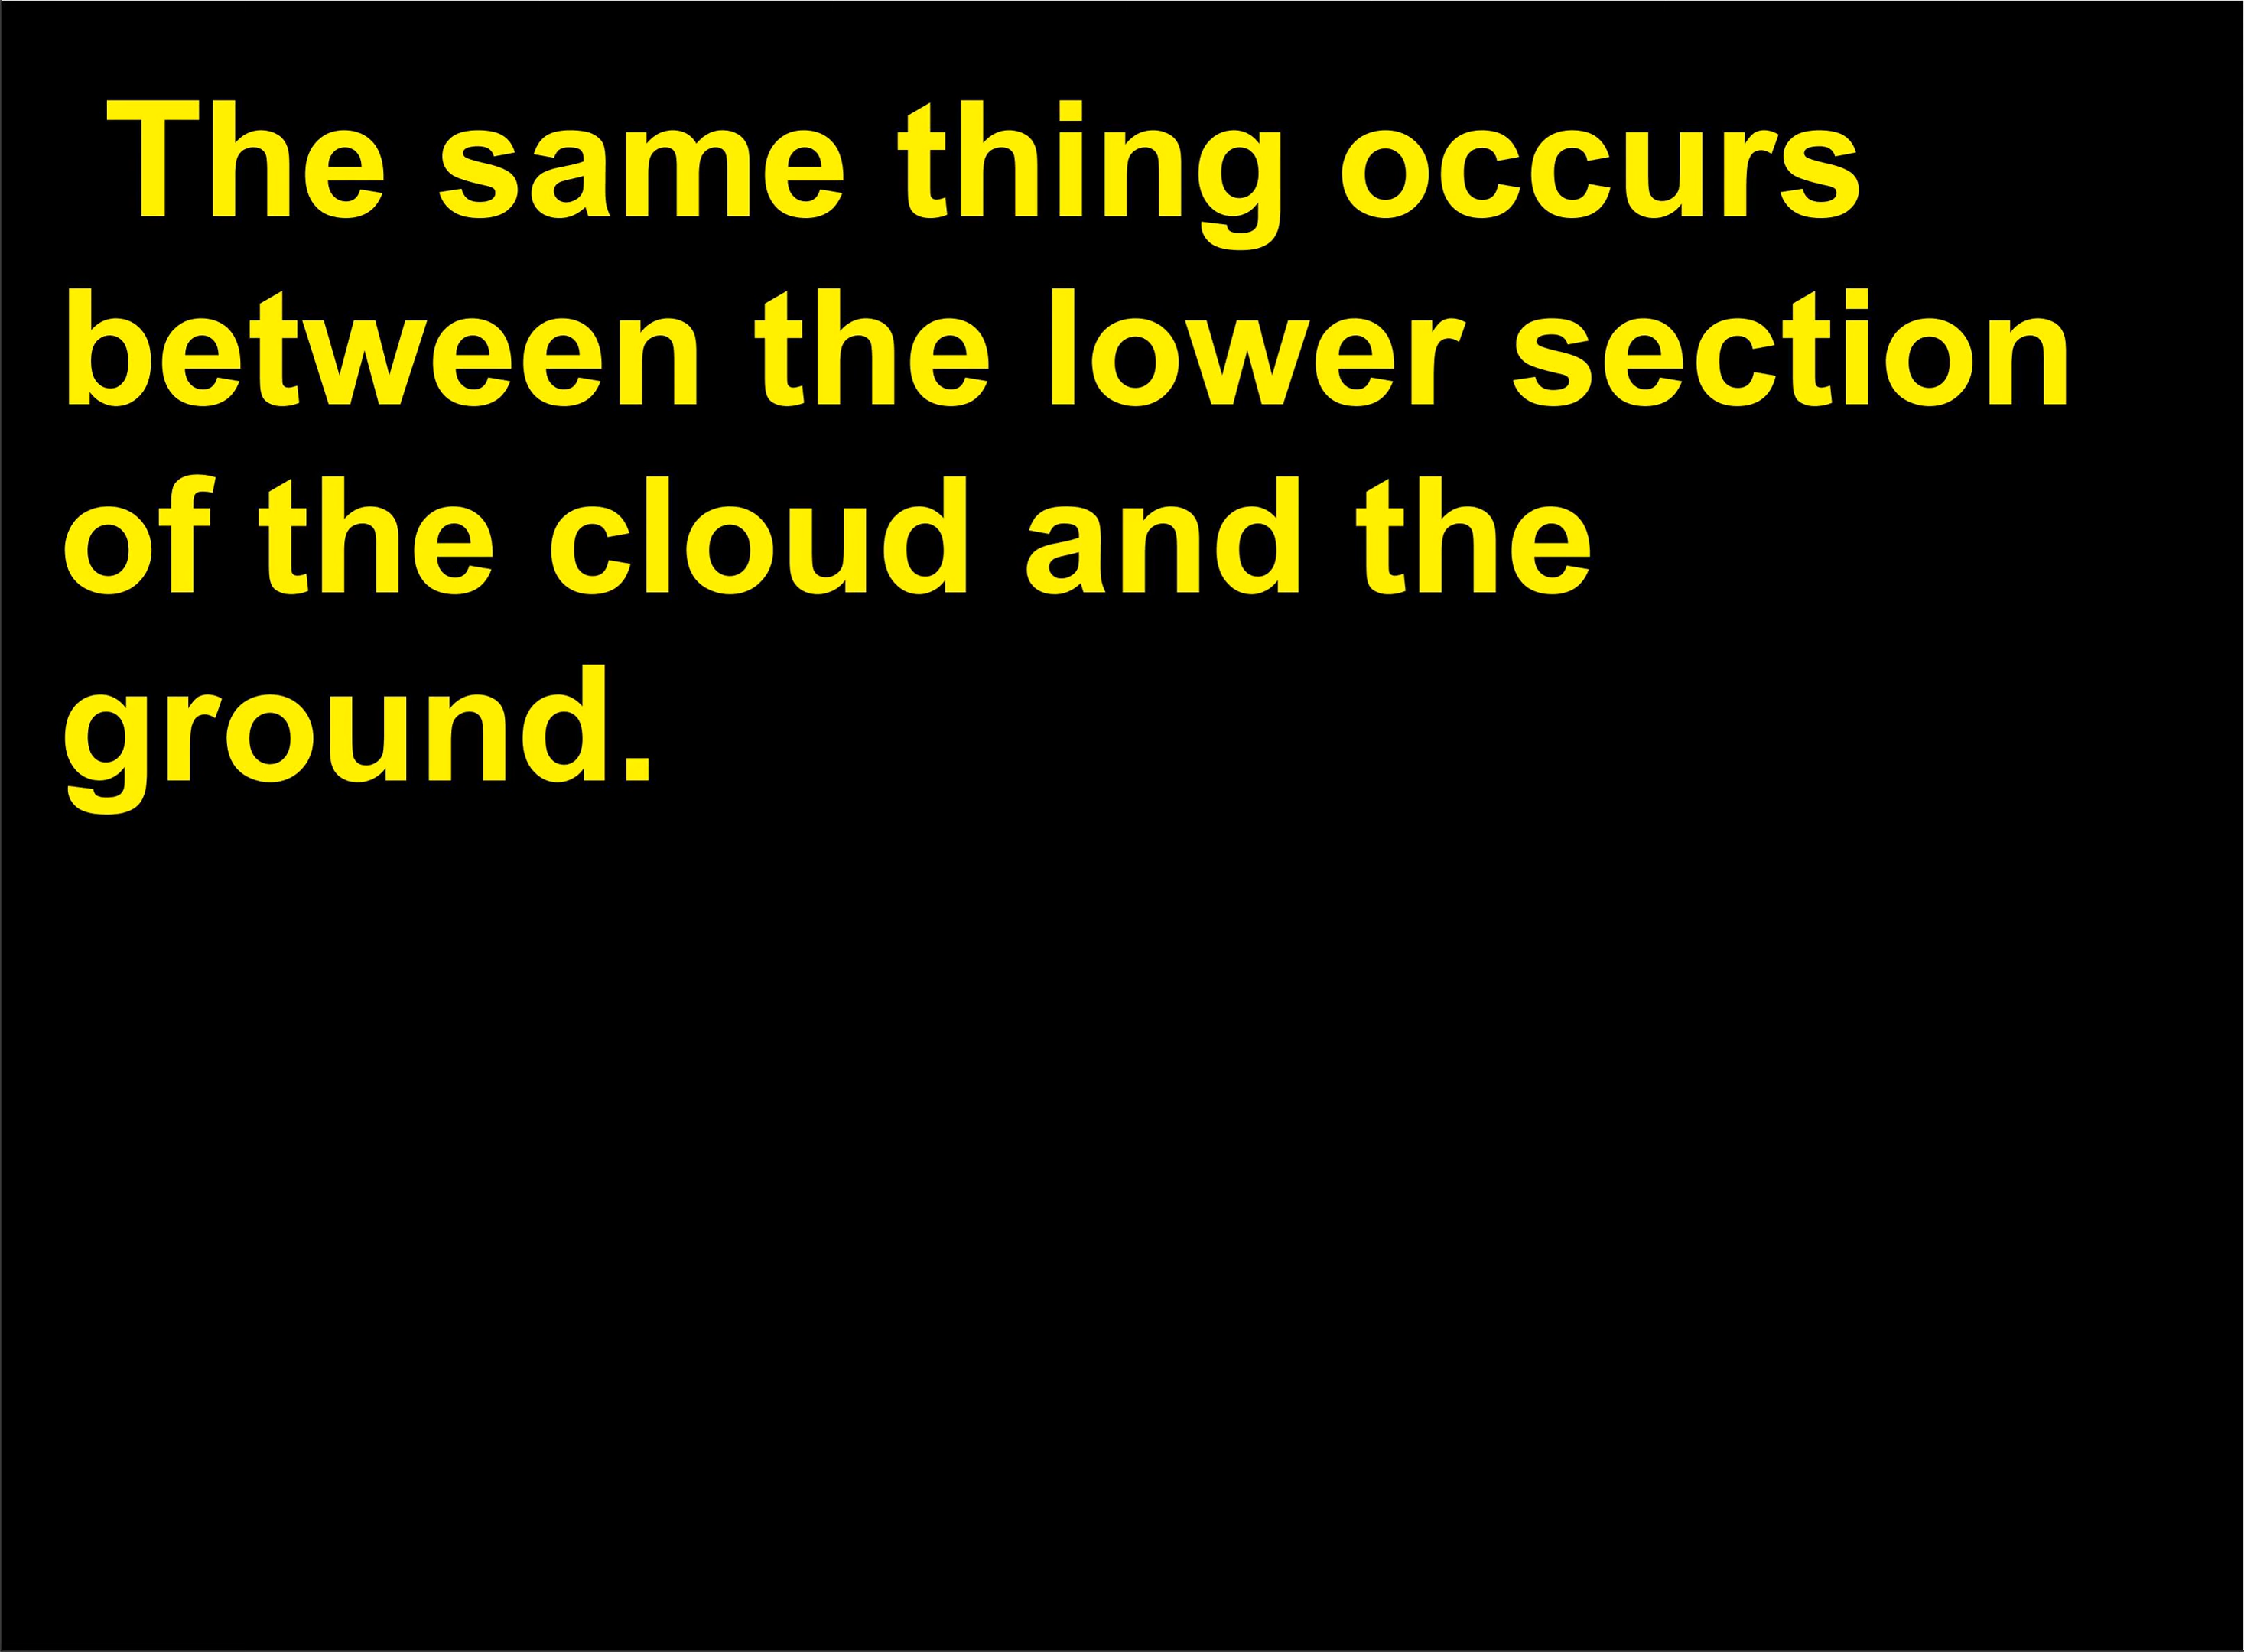 The same thing occurs
between the lower section
of the cloud and the
ground.